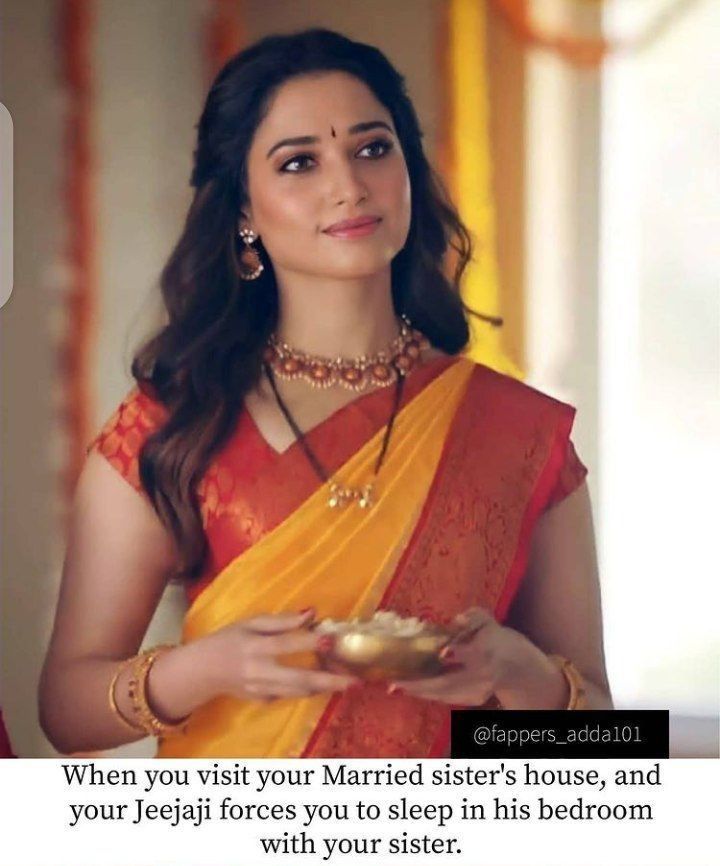 @fappers_adda101
When you visit your Married sister's house, and
your Jeejaji forces you to sleep in his bedroom
with your sister.